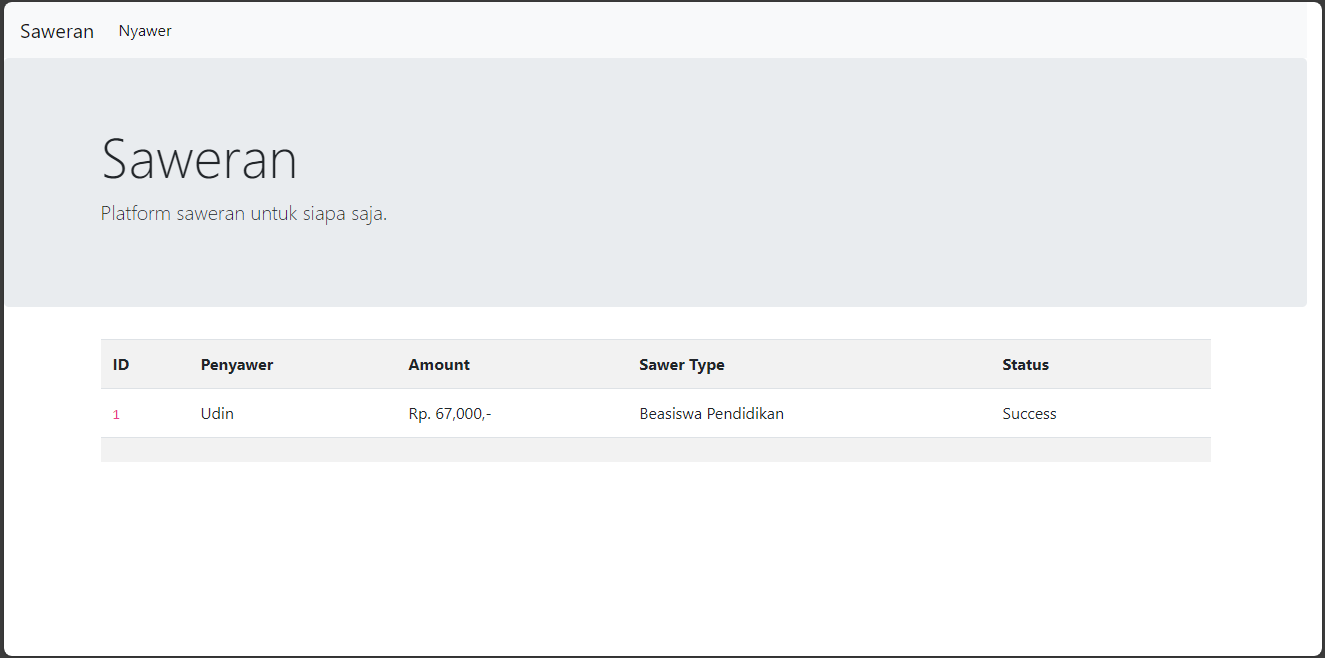 Saweran Nyawer
Saweran
Platform saweran untuk siapa saja.
ID Penyawer Amount Sawer Type Status
1 Udin Rp. 67,000,- Beasiswa Pendidikan Success